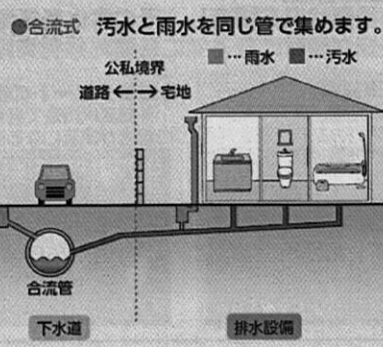 ●合流式 汚水と雨水を同じ管で集めます。
■…雨水 ■…汚水
公私境界
道路←→宅地
合流管
下水道
排水設備